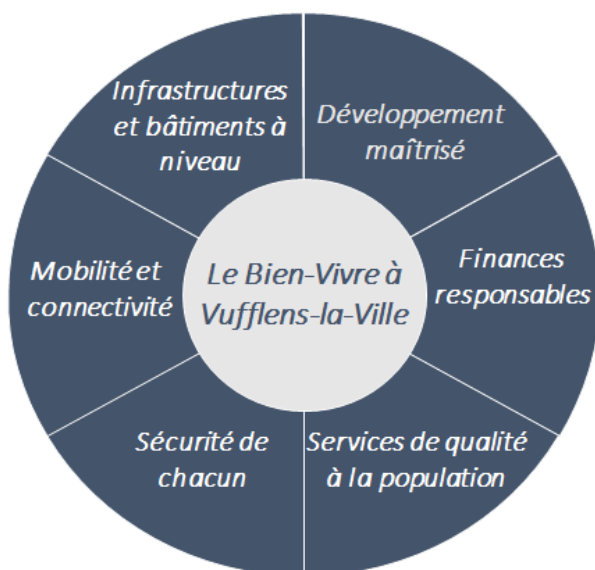 Infrastructures
et bâtiments à
niveau
Développement
maîtrisé
Mobilité et
connectivité
Le Bien-Vivre à
Vufflens-la-Ville
Finances
responsables
Sécurité de
chacun
Services de qualité
à la population